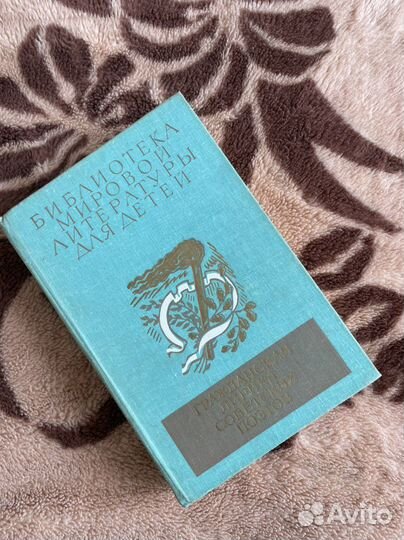 БИБЛИОТЕКА
МИРОВОЙ
ЛИТЕРАТУРЫ
ДЛЯ ДЕТЕЙ
ГРАЖДАНСКАЯ
ЛИРИКА
СОВЕТСКИХ
ПОЭТОВ
Avito